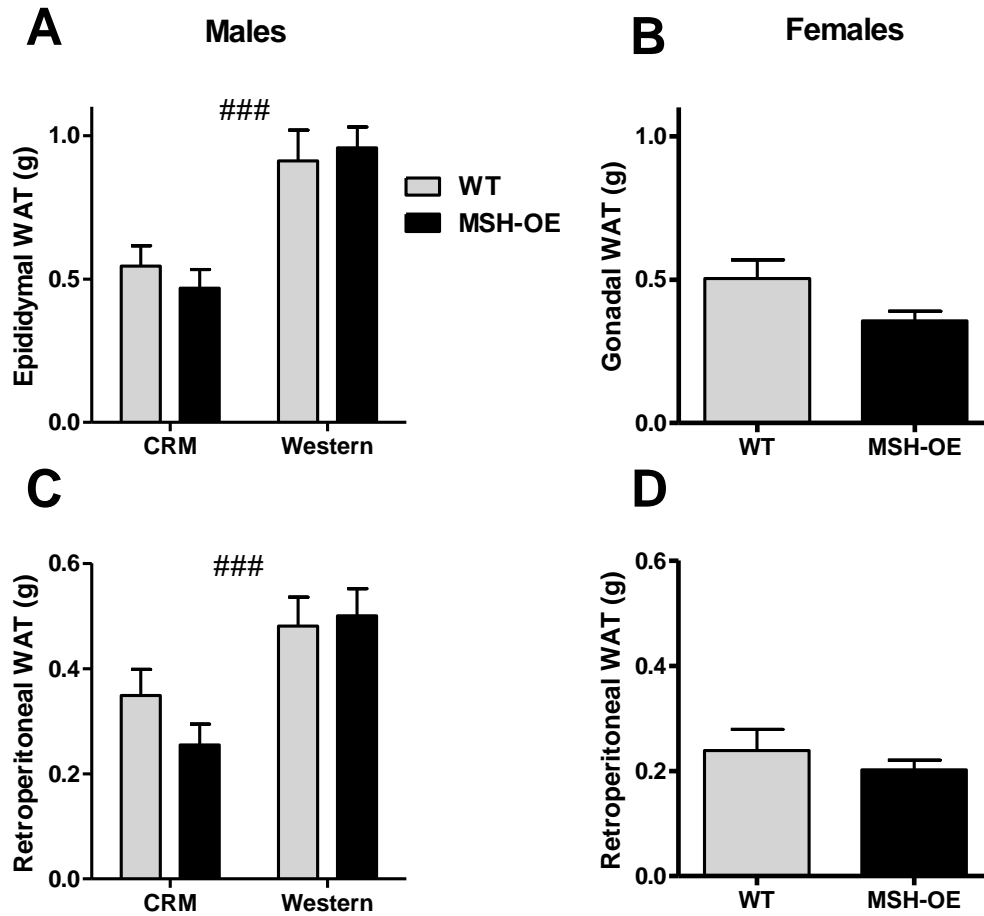 A
Males
###
Epididymal WAT (g)
1.0
0.5
0.0
CRM
Western
WT
MSH-OE
B
Females
Gonadal WAT (g)
1.0
0.5
0.0
WT
MSH-OE
C
###
Retroperitoneal WAT (g)
0.6
0.4
0.2
0.0
CRM
Western
D
Retroperitoneal WAT (g)
0.6
0.4
0.2
0.0
WT
MSH-OE